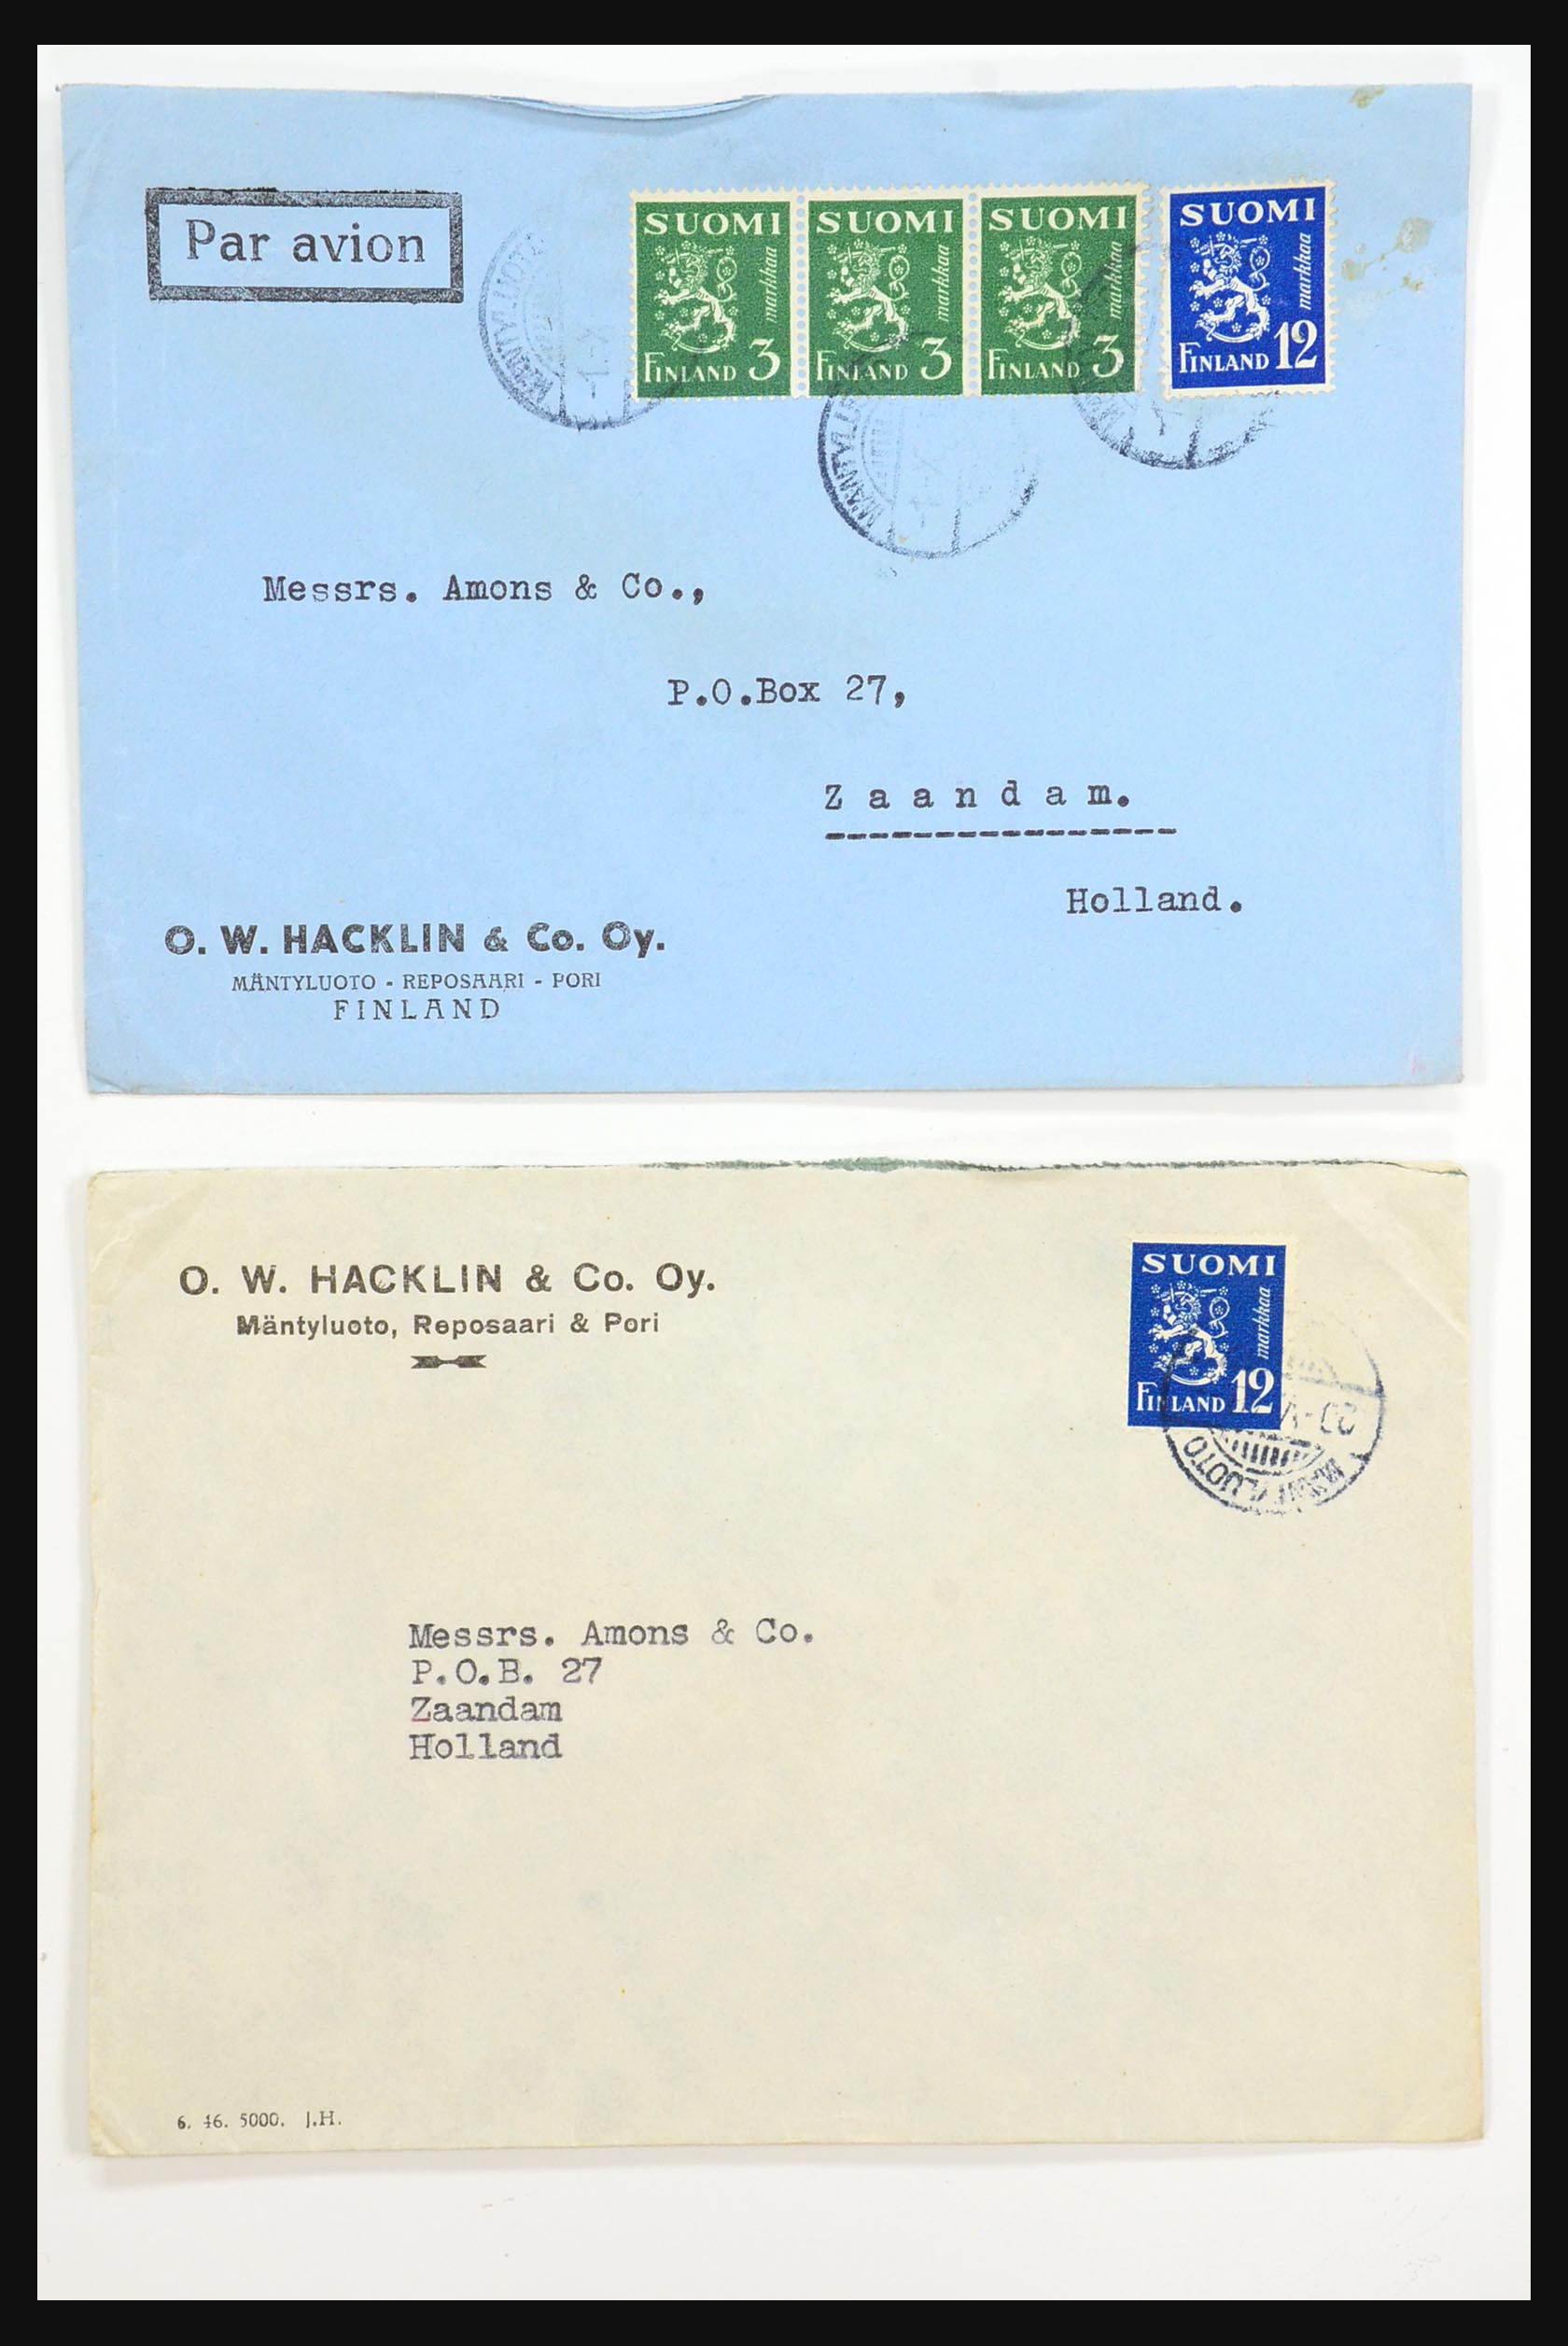 Par avion
SUOMI SUOMI SUOMI SUOMI
markkaa markkaa markkaa markkaa
FINLAND 3 FINLAND 3 FINLAND 3 FINLAND 12
MÄNTYLUOTO
Messrs. Amons & Co.,
P.O.Box 27,
Zaandam.
Holland.
O. W. HACKLIN & Co. Oy.
MÄNTYLUOTO - REPOSAARI - PORI
FINLAND
O. W. HACKLIN & Co. Oy.
Mäntyluoto, Reposaari & Pori
SUOMI
markkaa
FINLAND 12
MÄNTYLUOTO
Messrs. Amons & Co.
P.O.B. 27
Zaandam
Holland
6. 46. 5000. J.H.